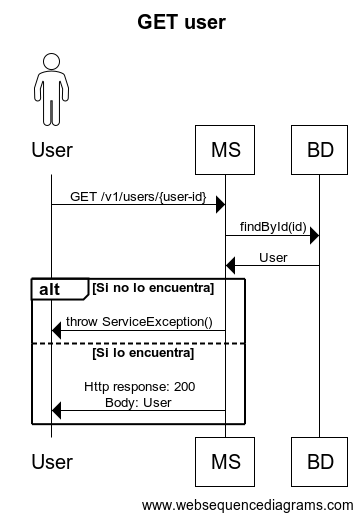 GET user
User
MS
BD
GET /v1/users/{user-id}
findById(id)
User
alt
[Si no lo encuentra]
throw ServiceException()
[Si lo encuentra]
Http response: 200
Body: User
User
MS
BD
www.websequencediagrams.com